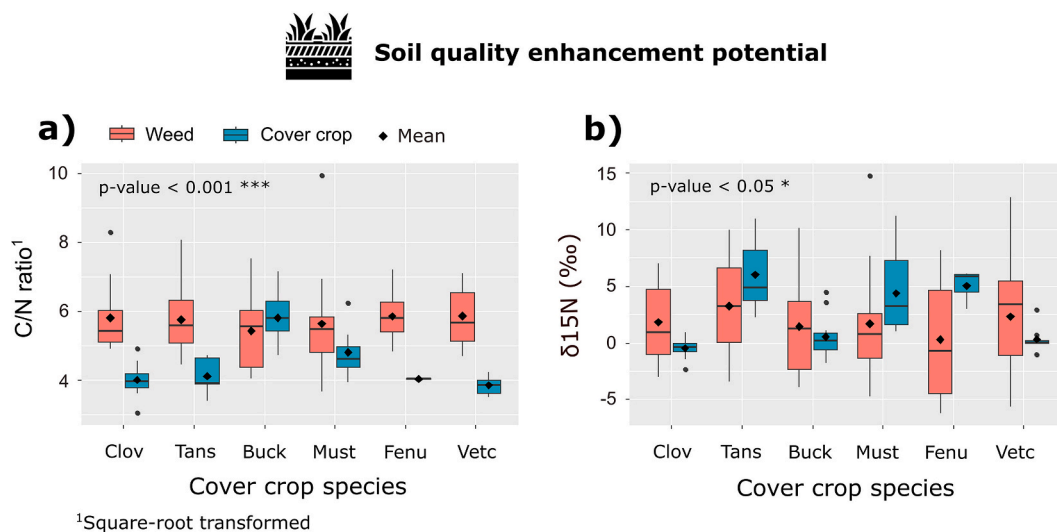 Soil quality enhancement potential
a) Weed Cover crop Mean
p-value < 0.001 ***
C/N ratio¹
10
8
6
4
Clov Tans Buck Must Fenu Vetc
Cover crop species
¹Square-root transformed
b)
p-value < 0.05 *
δ15N (‰)
15
10
5
0
-5
Clov Tans Buck Must Fenu Vetc
Cover crop species